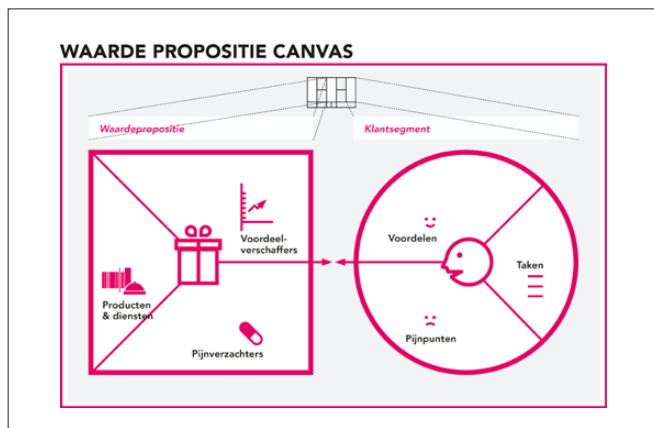 WAARDE PROPOSITIE CANVAS
Waardepropositie
Klantsegment
Voordeel-
verschaffers
Producten
& diensten
Pijnverzachters
Voordelen
Taken
Pijnpunten